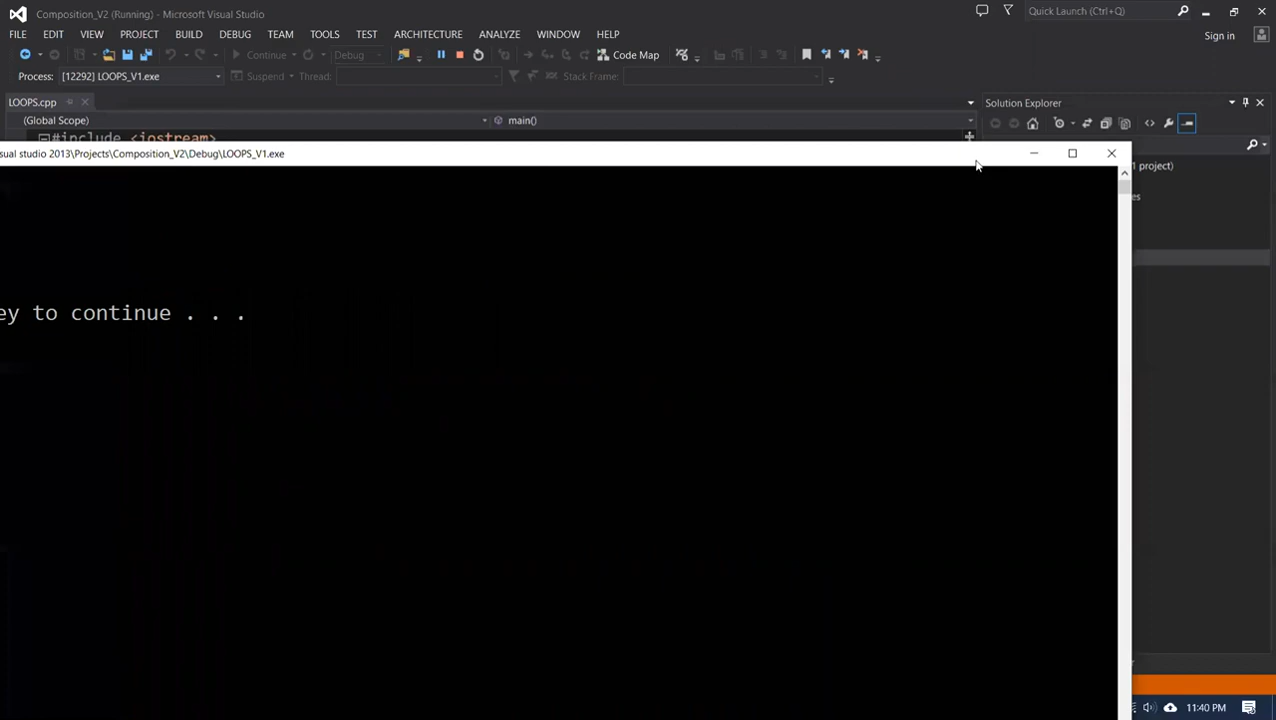 Composition_V2 (Running) - Microsoft Visual Studio
Quick Launch (Ctrl+Q)
FILE EDIT VIEW PROJECT BUILD DEBUG TEAM TOOLS TEST ARCHITECTURE ANALYZE WINDOW HELP
Sign in
Continue Debug Code Map
Process: [12292] LOOPS_V1.exe Suspend Thread: Stack Frame:
LOOPS.cpp
Solution Explorer
(Global Scope) main()
#include <iostream>
sual studio 2013\Projects\Composition_V2\Debug\LOOPS_V1.exe
1 project)
es
ey to continue . . .
11:40 PM